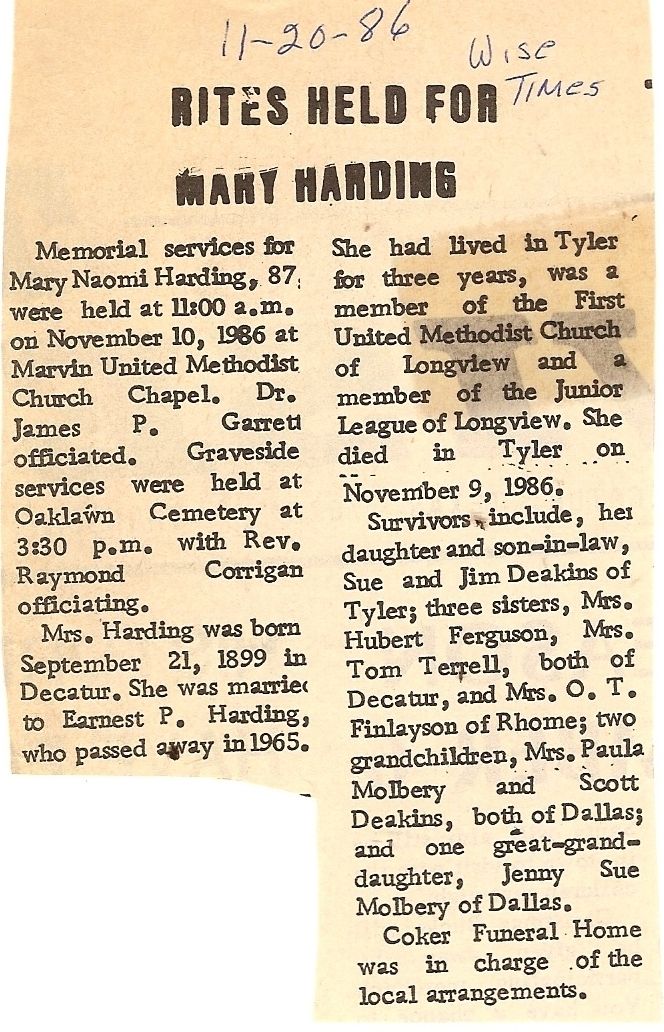 11-20-86
Wise
Times
RITES HELD FOR
MARY HARDING
Memorial services for
Mary Naomi Harding, 87,
were held at 11:00 a.m.
on November 10, 1986 at
Marvin United Methodist
Church Chapel. Dr.
James P. Garrett
officiated. Graveside
services were held at
Oaklawn Cemetery at
3:30 p.m. with Rev.
Raymond Corrigan
officiating.
Mrs. Harding was born
September 21, 1899 in
Decatur. She was married
to Earnest P. Harding,
who passed away in 1965.
She had lived in Tyler
for three years, was a
member of the First
United Methodist Church
of Longview and a
member of the Junior
League of Longview. She
died in Tyler on
November 9, 1986.
Survivors include, her
daughter and son-in-law,
Sue and Jim Deakins of
Tyler; three sisters, Mrs.
Hubert Ferguson, Mrs.
Tom Terrell, both of
Decatur, and Mrs. O. T.
Finlayson of Rhome; two
grandchildren, Mrs. Paula
Molbery and Scott
Deakins, both of Dallas;
and one great-grand-
daughter, Jenny Sue
Molbery of Dallas.
Coker Funeral Home
was in charge of the
local arrangements.